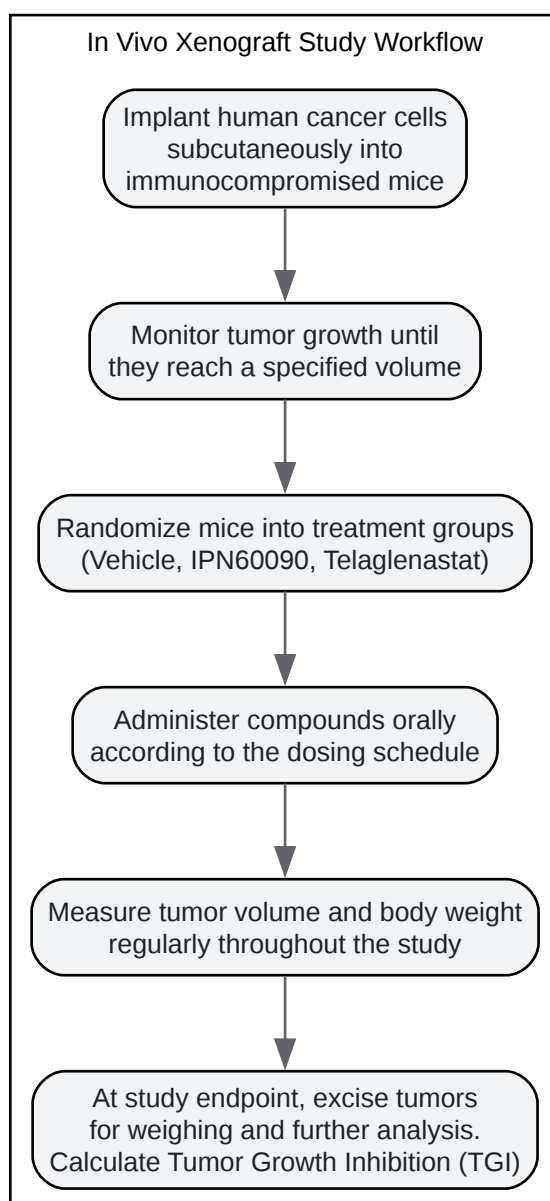 In Vivo Xenograft Study Workflow
Implant human cancer cells
subcutaneously into
immunocompromised mice
Monitor tumor growth until
they reach a specified volume
Randomize mice into treatment groups
(Vehicle, IPN60090, Telaglenastat)
Administer compounds orally
according to the dosing schedule
Measure tumor volume and body weight
regularly throughout the study
At study endpoint, excise tumors
for weighing and further analysis.
Calculate Tumor Growth Inhibition (TGI)